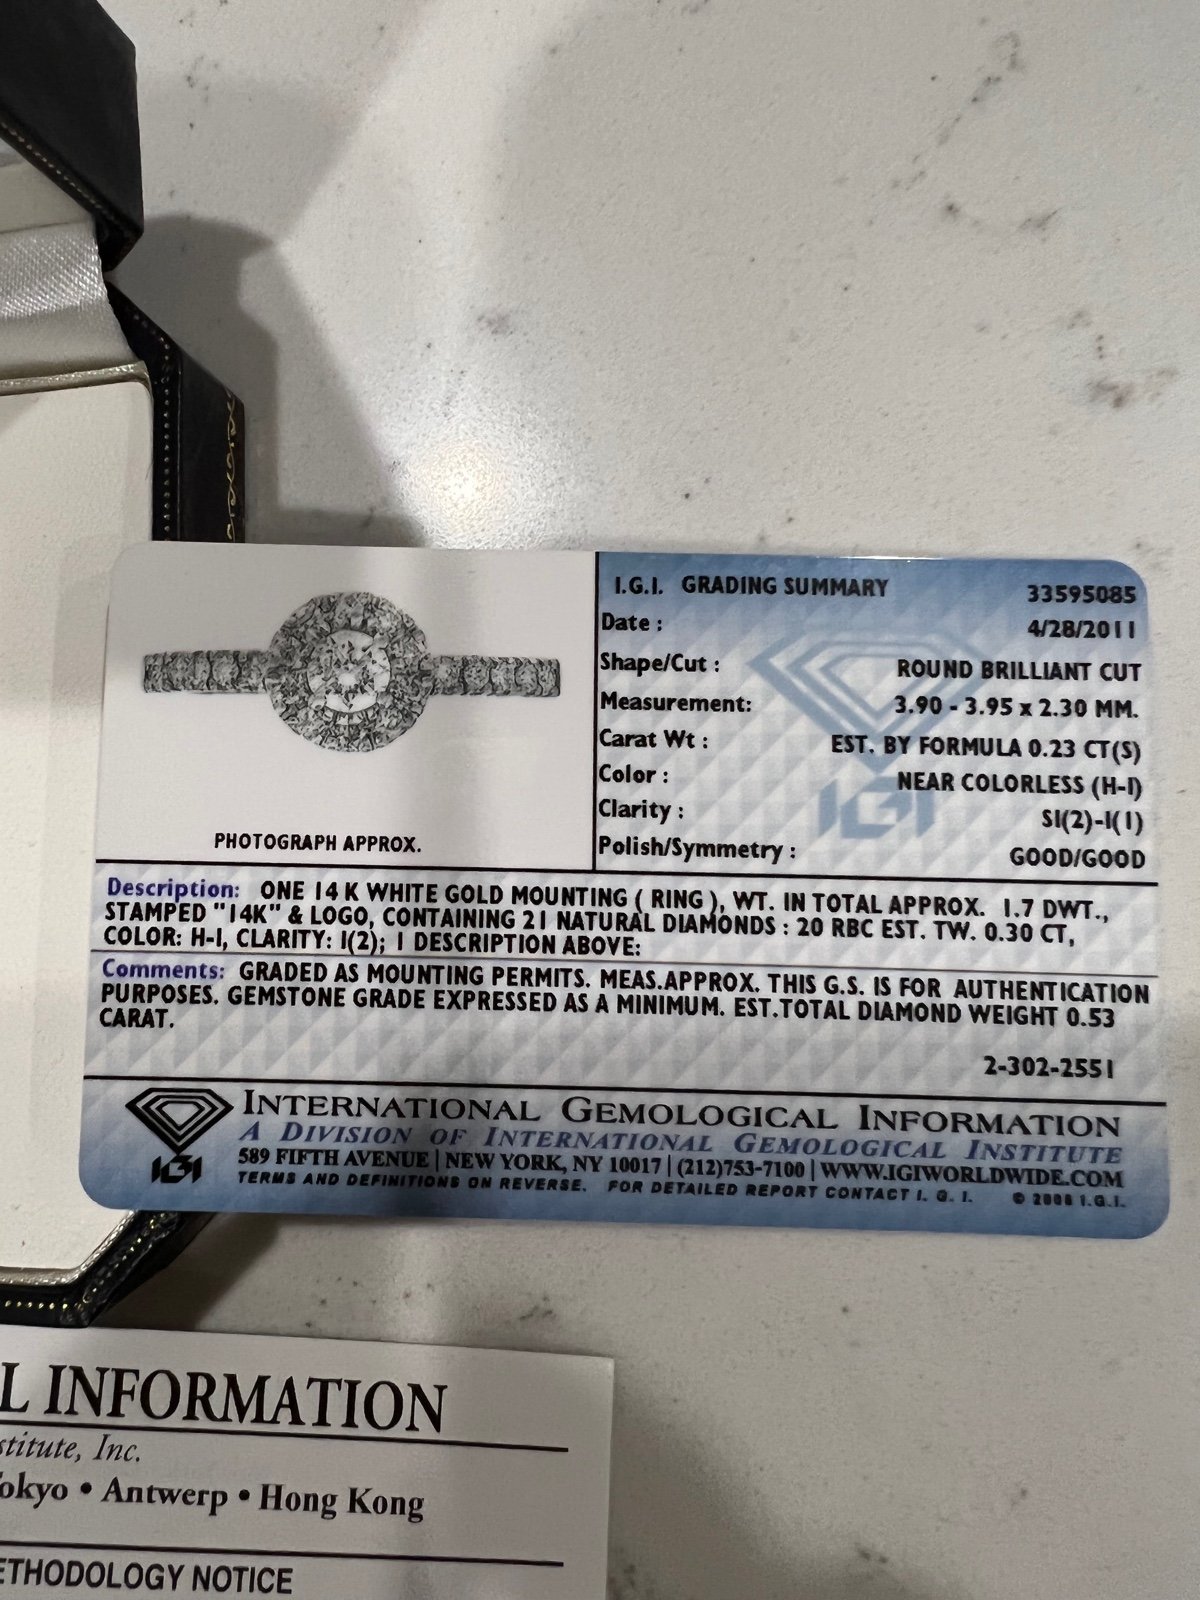 I.G.I. GRADING SUMMARY 33595085
Date : 4/28/2011
Shape/Cut : ROUND BRILLIANT CUT
Measurement: 3.90 - 3.95 x 2.30 MM.
Carat Wt : EST. BY FORMULA 0.23 CT(S)
Color : NEAR COLORLESS (H-I)
Clarity : SI(2)-I(1)
Polish/Symmetry : GOOD/GOOD
IGI
PHOTOGRAPH APPROX.
Description: ONE 14 K WHITE GOLD MOUNTING ( RING ), WT. IN TOTAL APPROX. 1.7 DWT.,
STAMPED "14K" & LOGO, CONTAINING 21 NATURAL DIAMONDS : 20 RBC EST. TW. 0.30 CT,
COLOR: H-I, CLARITY: I(2); 1 DESCRIPTION ABOVE:
Comments: GRADED AS MOUNTING PERMITS. MEAS.APPROX. THIS G.S. IS FOR AUTHENTICATION
PURPOSES. GEMSTONE GRADE EXPRESSED AS A MINIMUM. EST.TOTAL DIAMOND WEIGHT 0.53
CARAT.
2-302-2551
INTERNATIONAL GEMOLOGICAL INFORMATION
A DIVISION OF INTERNATIONAL GEMOLOGICAL INSTITUTE
589 FIFTH AVENUE | NEW YORK, NY 10017 | (212)753-7100 | WWW.IGIWORLDWIDE.COM
IGI
TERMS AND DEFINITIONS ON REVERSE. FOR DETAILED REPORT CONTACT I. G. I. © 2008 I.G.I.
L INFORMATION
stitute, Inc.
Tokyo • Antwerp • Hong Kong
ETHODOLOGY NOTICE